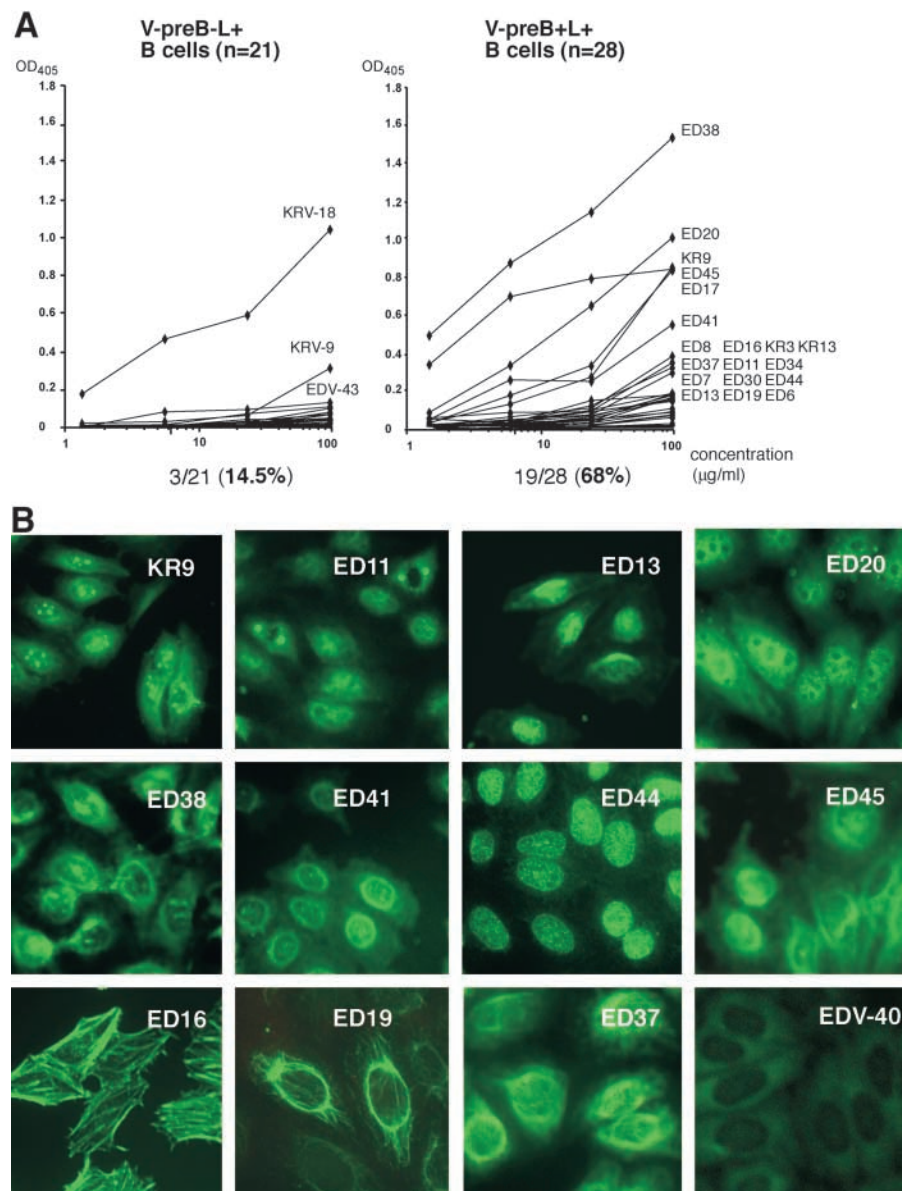 A
V-preB-L+
B cells (n=21)
V-preB+L+
B cells (n=28)
OD405
1.8
1.6
1.4
1.2
1.0
0.8
0.6
0.4
0.2
0
1
10
100
KRV-18
KRV-9
EDV-43
3/21 (14.5%)
OD405
1.8
1.6
1.4
1.2
1.0
0.8
0.6
0.4
0.2
0
1
10
100
ED38
ED20
KR9
ED45
ED17
ED41
ED8 ED16 KR3 KR13
ED37 ED11 ED34
ED7 ED30 ED44
ED13 ED19 ED6
concentration
(µg/ml)
19/28 (68%)
B
KR9
ED11
ED13
ED20
ED38
ED41
ED44
ED45
ED16
ED19
ED37
EDV-40